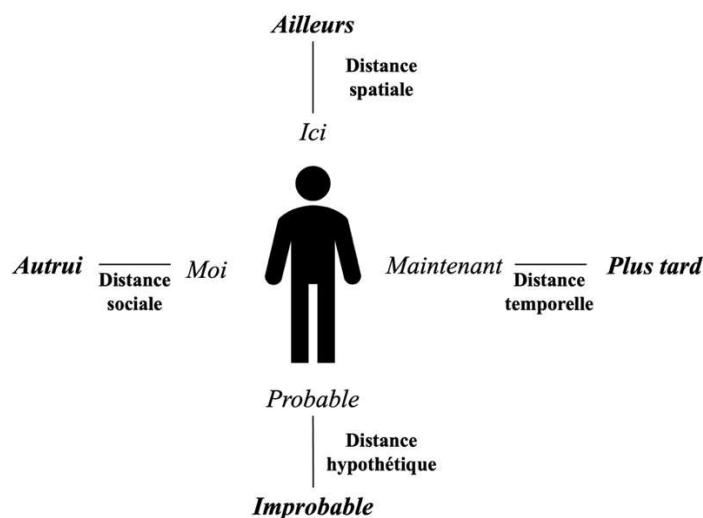 Ailleurs
Distance
spatiale
Ici
Autrui
Distance
sociale
Moi
Maintenant
Distance
temporelle
Plus tard
Probable
Distance
hypothétique
Improbable